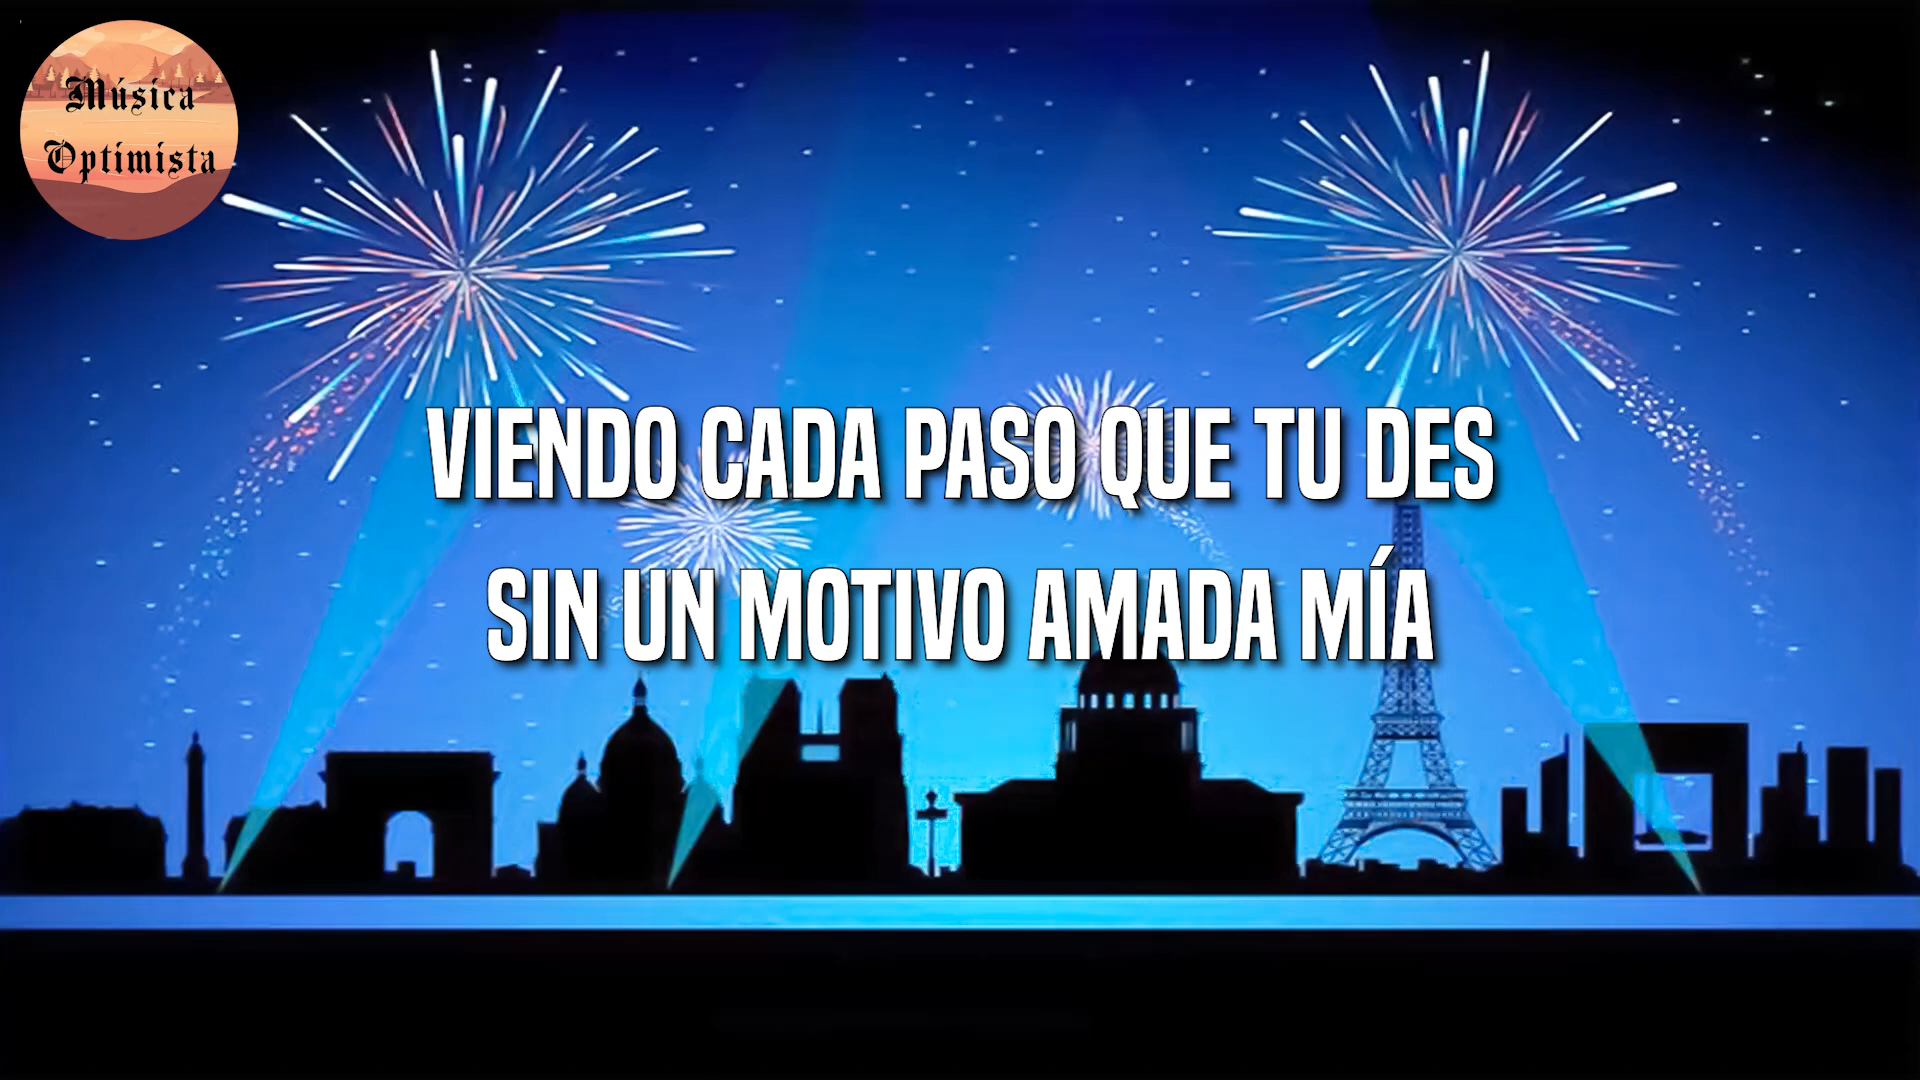 Música
Optimista
VIENDO CADA PASO QUE TU DES
SIN UN MOTIVO AMADA MÍA